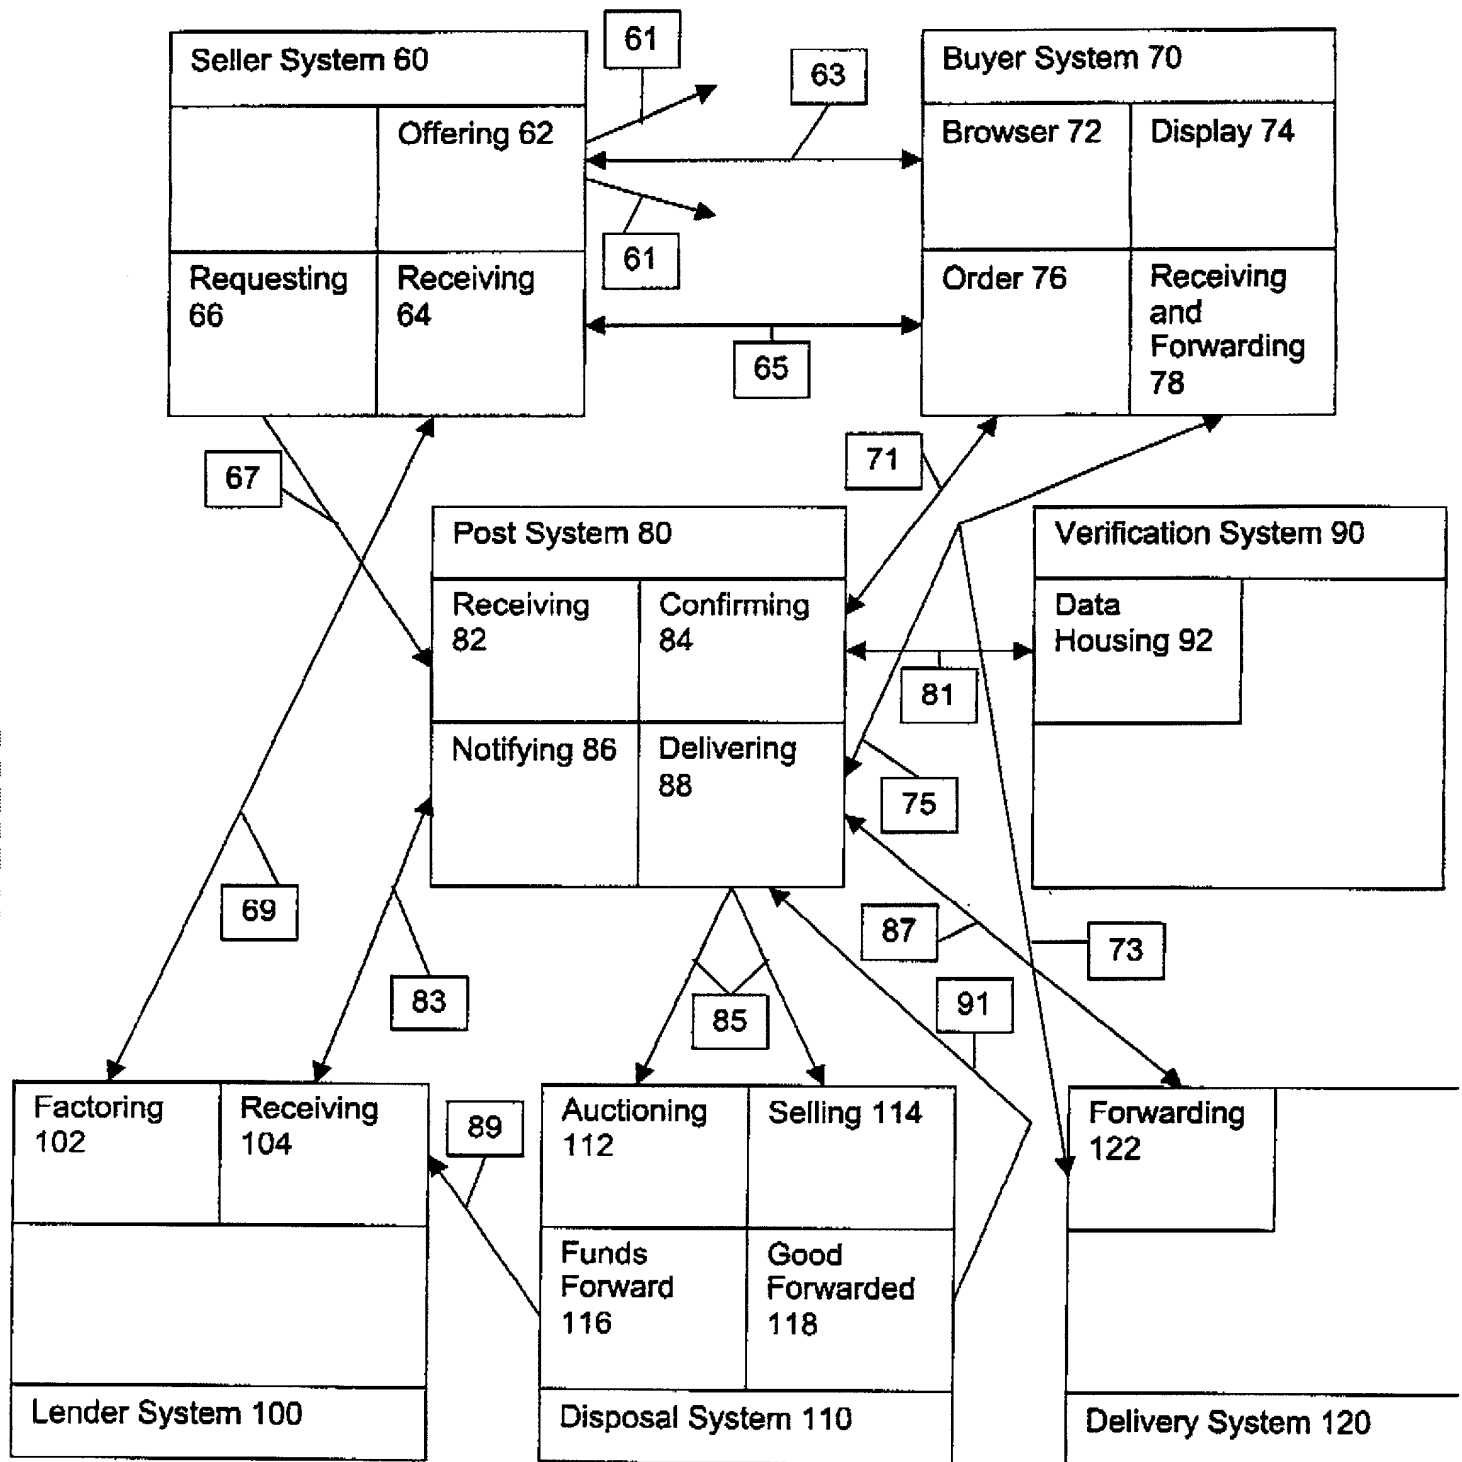 61
Seller System 60
63
Buyer System 70
Offering 62
Browser 72
Display 74
61
Requesting
66
Receiving
64
Order 76
Receiving
and
Forwarding
78
65
67
71
Post System 80
Verification System 90
Receiving
82
Confirming
84
Data
Housing 92
81
Notifying 86
Delivering
88
75
69
83
87
73
85
91
Factoring
102
Receiving
104
89
Auctioning
112
Selling 114
Forwarding
122
Funds
Forward
116
Good
Forwarded
118
Lender System 100
Disposal System 110
Delivery System 120